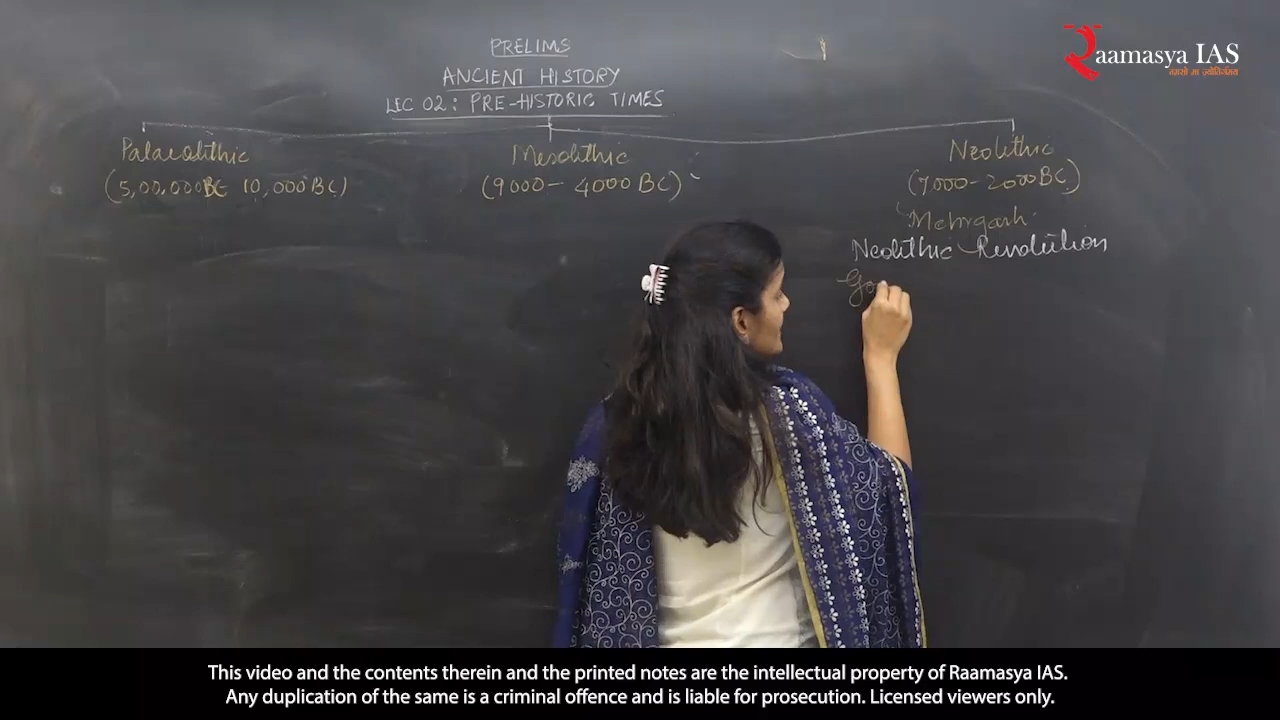 PRELIMS
ANCIENT HISTORY
LEC 02 : PRE-HISTORIC TIMES
Raamasya IAS
तमसो मा ज्योतिर्गमय
Palaeolithic
(5,00,000BC 10,000BC)
Mesolithic
(9000 - 4000 BC)
Neolithic
(7000-2000BC)
Mehrgarh
Neolithic Revolution
This video and the contents therein and the printed notes are the intellectual property of Raamasya IAS.
Any duplication of the same is a criminal offence and is liable for prosecution. Licensed viewers only.